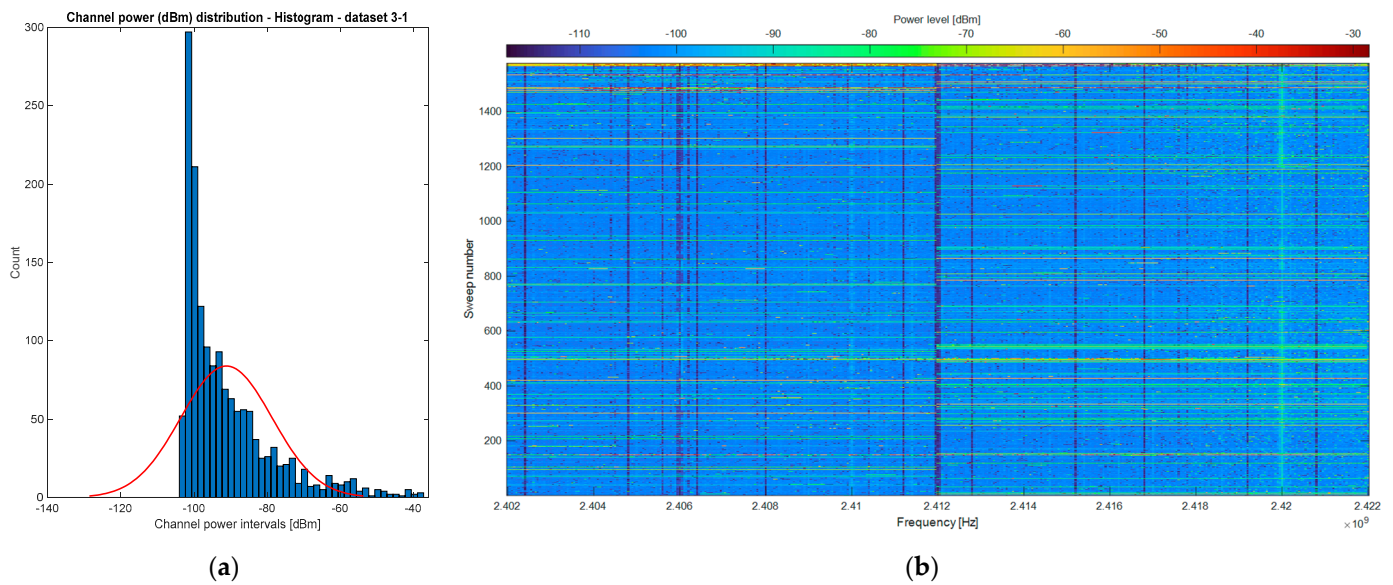 Channel power (dBm) distribution - Histogram - dataset 3-1
300
250
200
150
100
50
0
Count
-140 -120 -100 -80 -60 -40
Channel power intervals [dBm]
(a)
Power level [dBm]
-110 -100 -90 -80 -70 -60 -50 -40 -30
1400
1200
1000
800
600
400
200
Sweep number
2.402 2.404 2.406 2.408 2.41 2.412 2.414 2.416 2.418 2.42 2.422
Frequency [Hz]
×10⁹
(b)